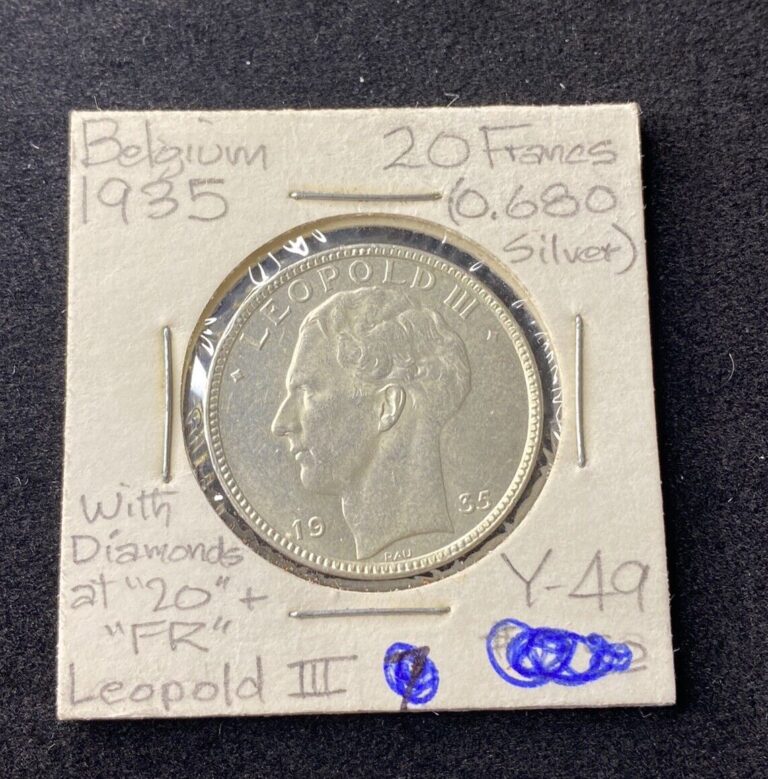 Belgium
1935
20 Francs
(0.680
Silver)
LEOPOLD III
19 35
RAU
With
Diamonds
at "20" +
"FR"
Leopold III
Y-49